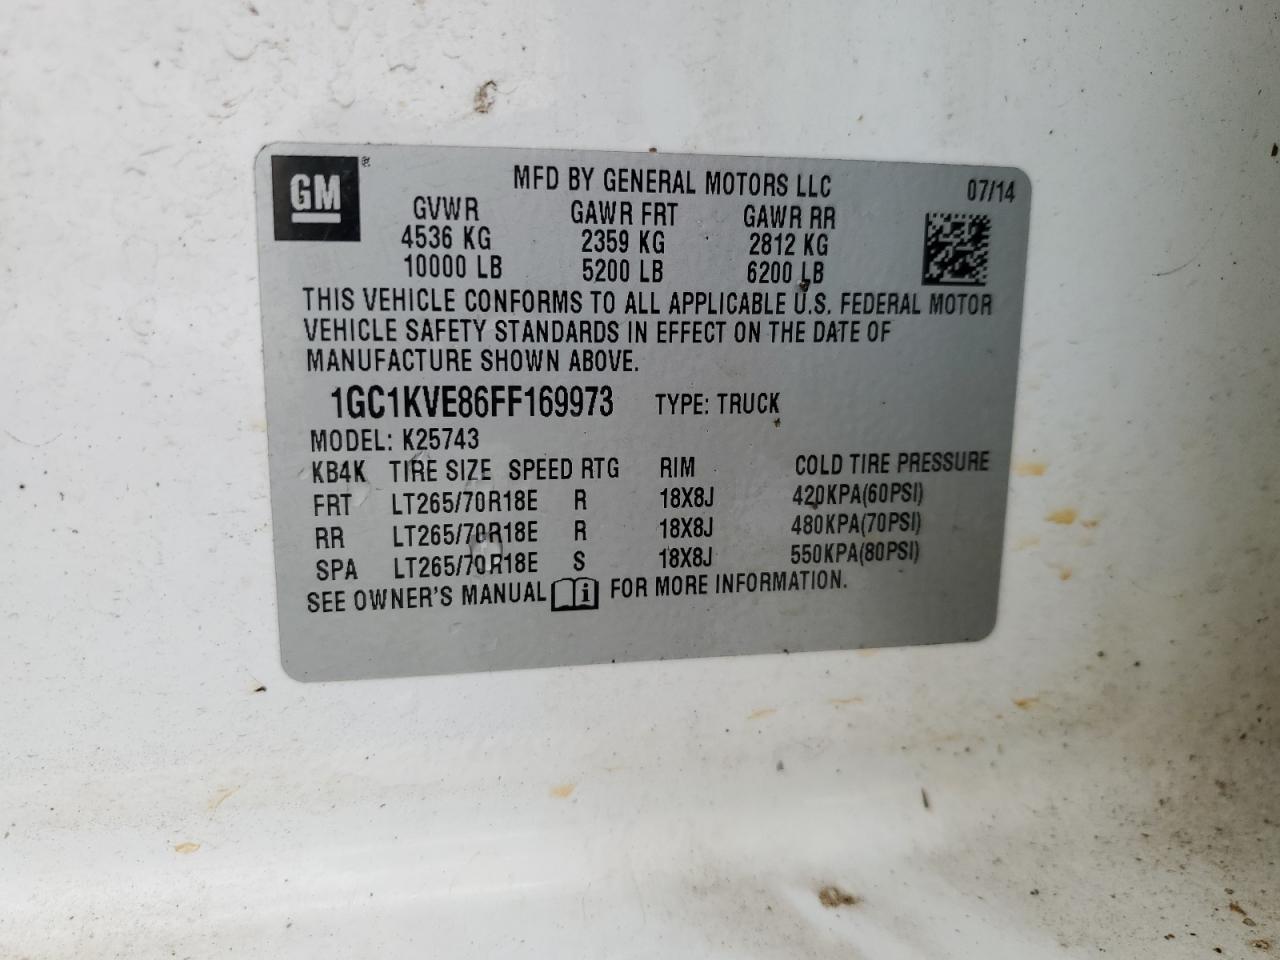 GM®
MFD BY GENERAL MOTORS LLC 07/14
GVWR GAWR FRT GAWR RR
4536 KG 2359 KG 2812 KG
10000 LB 5200 LB 6200 LB
THIS VEHICLE CONFORMS TO ALL APPLICABLE U.S. FEDERAL MOTOR
VEHICLE SAFETY STANDARDS IN EFFECT ON THE DATE OF
MANUFACTURE SHOWN ABOVE.
1GC1KVE86FF169973 TYPE: TRUCK
MODEL: K25743
KB4K TIRE SIZE SPEED RTG RIM COLD TIRE PRESSURE
FRT LT265/70R18E R 18X8J 420KPA(60PSI)
RR LT265/70R18E R 18X8J 480KPA(70PSI)
SPA LT265/70R18E S 18X8J 550KPA(80PSI)
SEE OWNER'S MANUAL i FOR MORE INFORMATION.